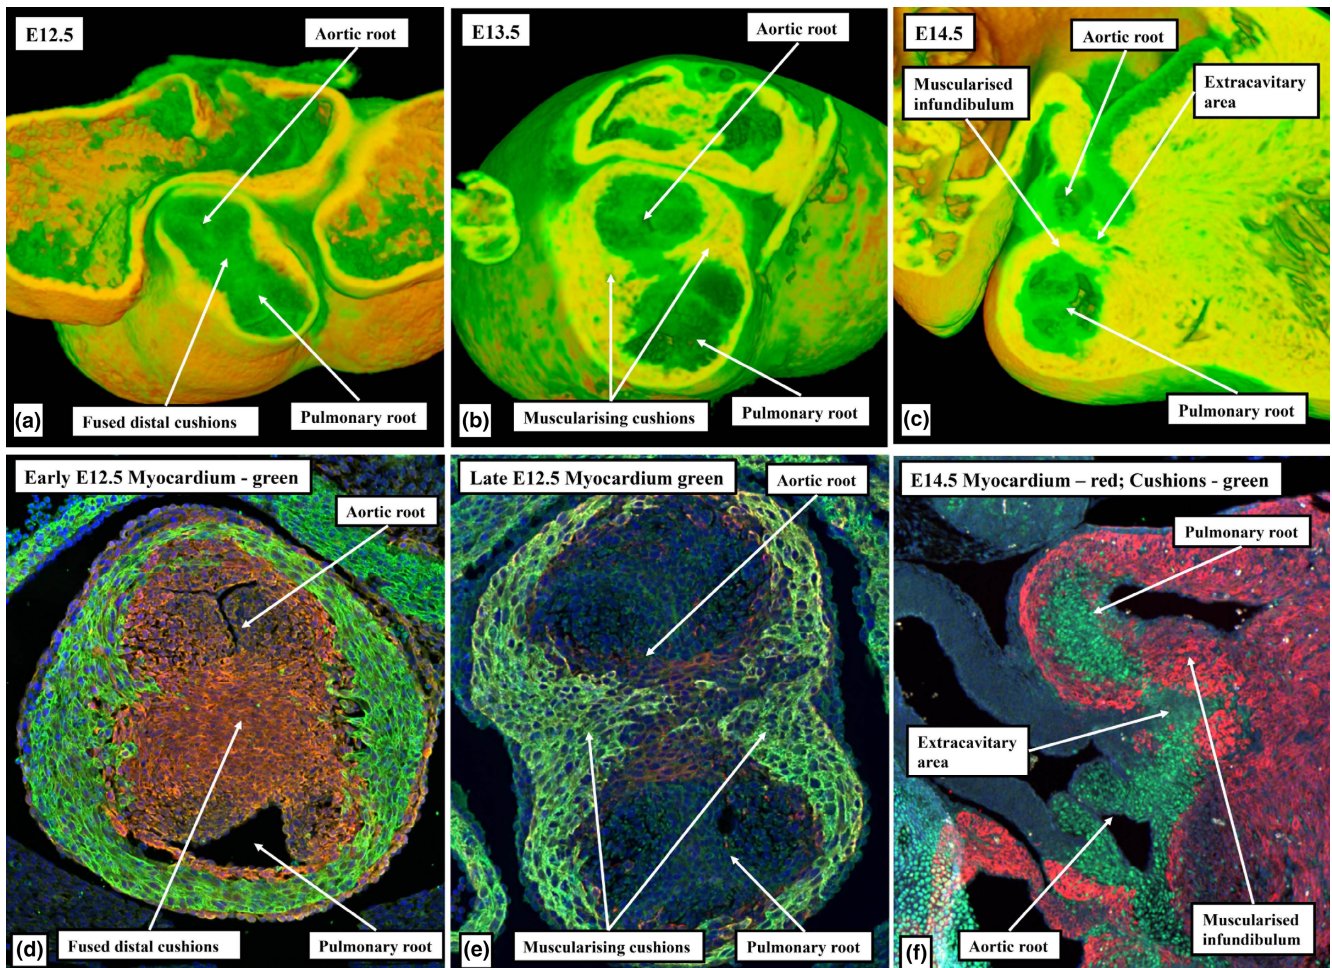 E12.5
Aortic root
Fused distal cushions
Pulmonary root
(a)
E13.5
Aortic root
Muscularising cushions
Pulmonary root
(b)
E14.5
Aortic root
Muscularised
infundibulum
Extracavitary
area
Pulmonary root
(c)
Early E12.5 Myocardium - green
Aortic root
Fused distal cushions
Pulmonary root
(d)
Late E12.5 Myocardium green
Aortic root
Muscularising cushions
Pulmonary root
(e)
E14.5 Myocardium – red; Cushions - green
Pulmonary root
Extracavitary
area
Aortic root
Muscularised
infundibulum
(f)